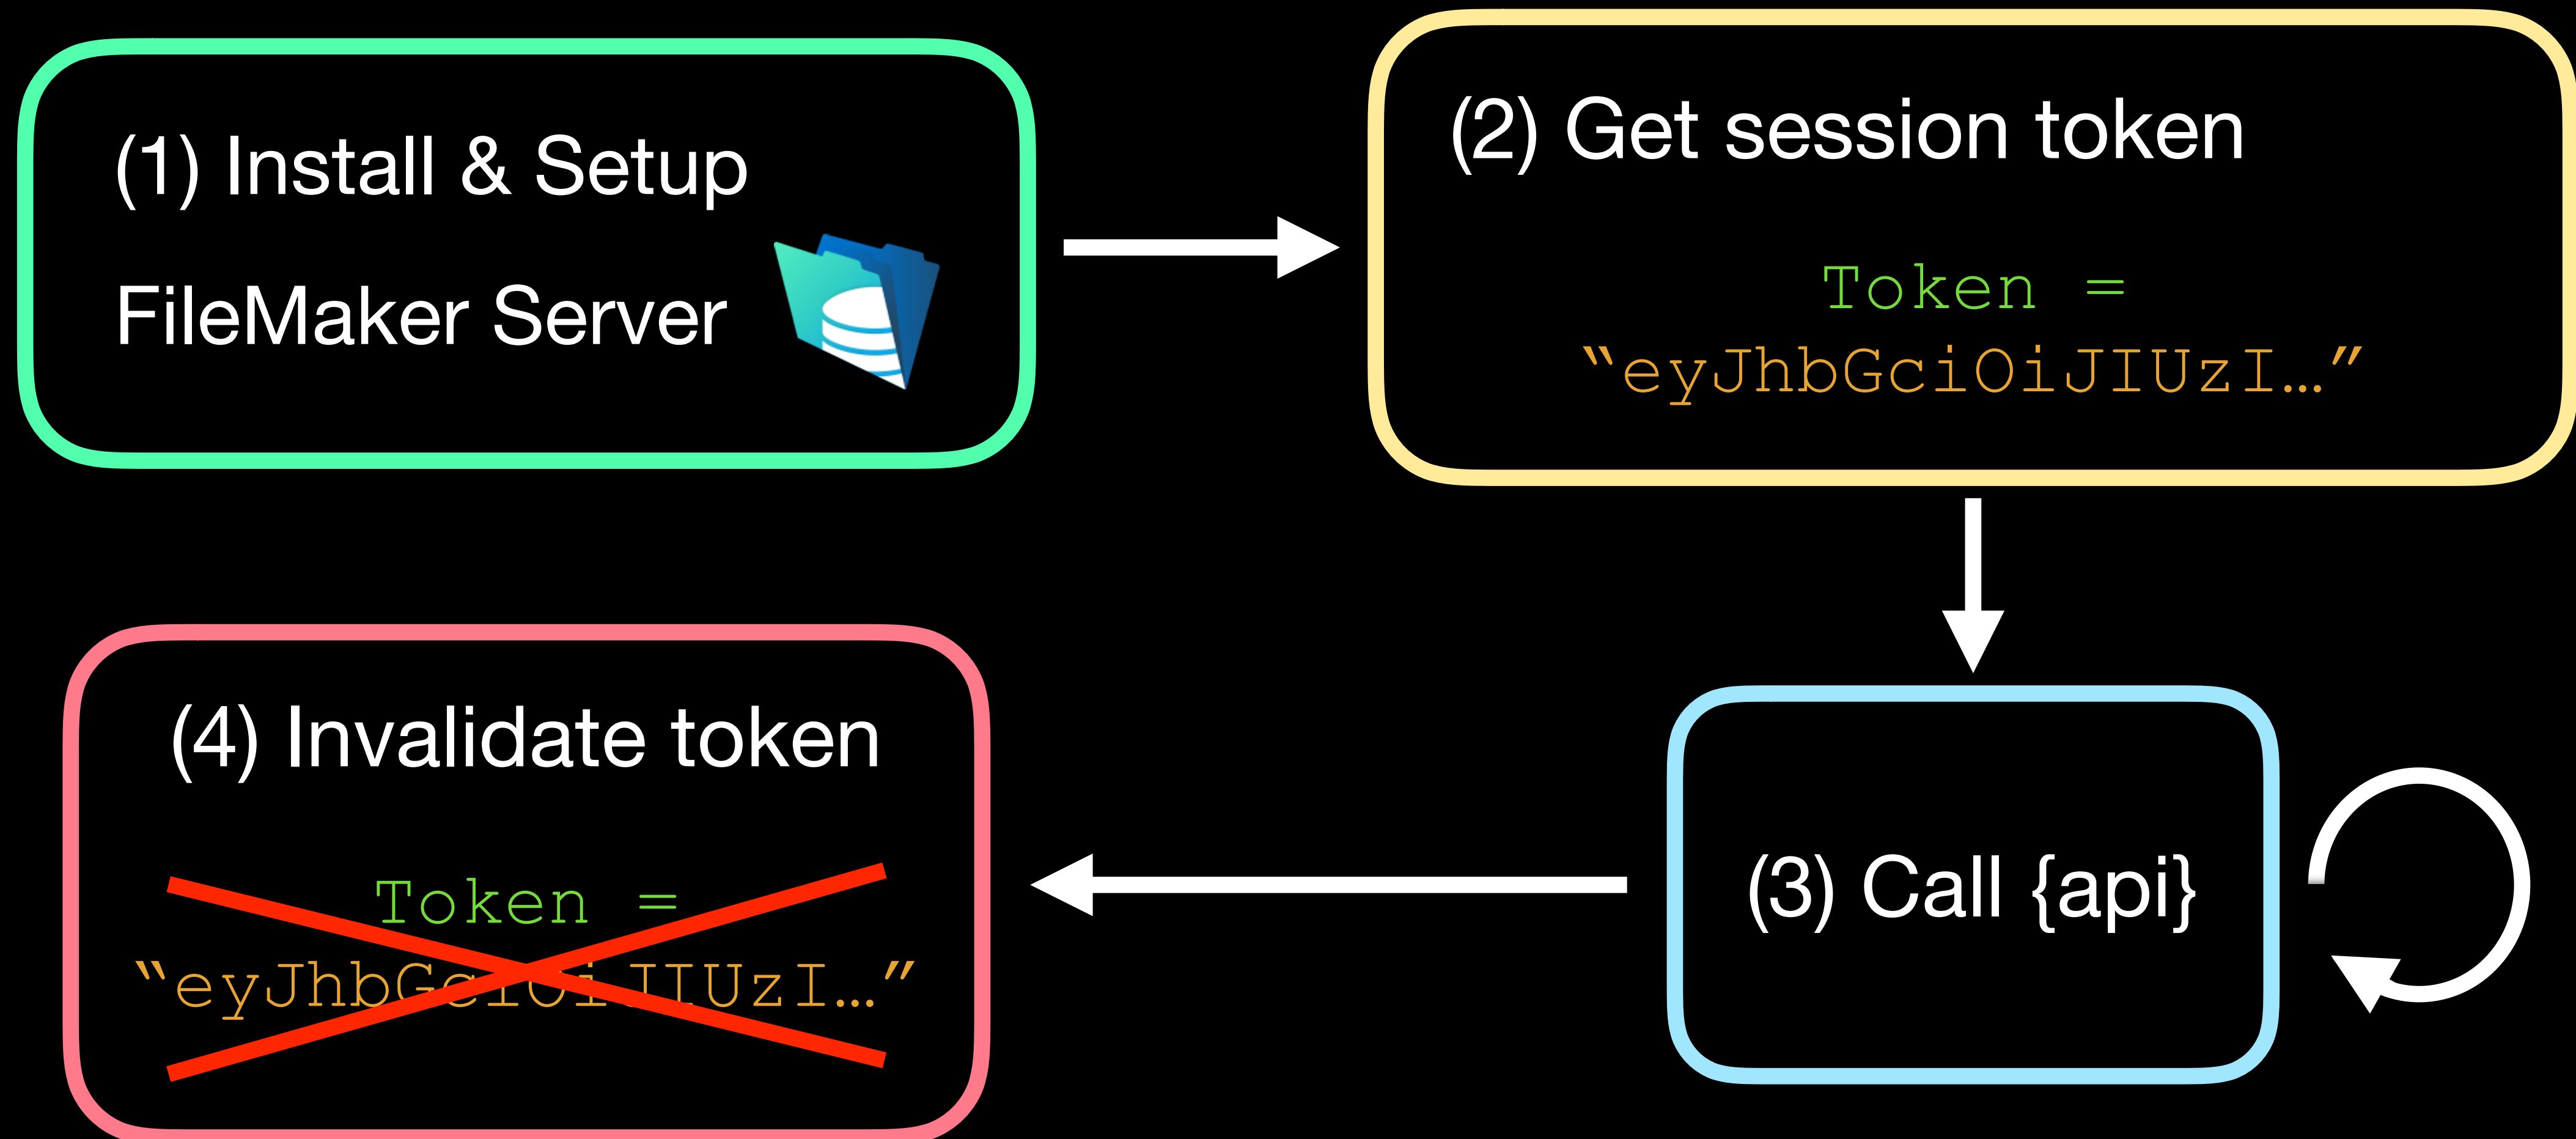 (1) Install & Setup
FileMaker Server
(2) Get session token
Token =
“eyJhbGciOiJIUzI…”
(3) Call {api}
(4) Invalidate token
Token =
“eyJhbGciOiJIUzI…”